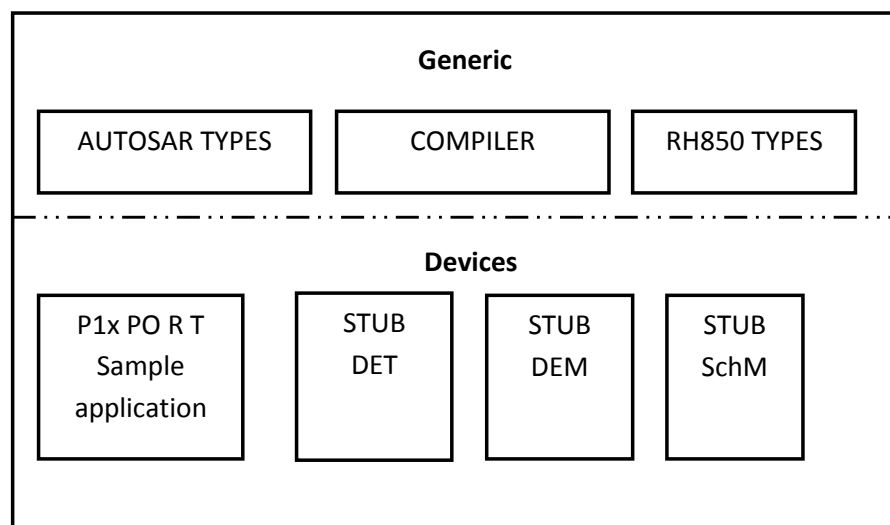 Generic
AUTOSAR TYPES
COMPILER
RH850 TYPES
Devices
P1x PO R T
Sample
application
STUB
DET
STUB
DEM
STUB
SchM